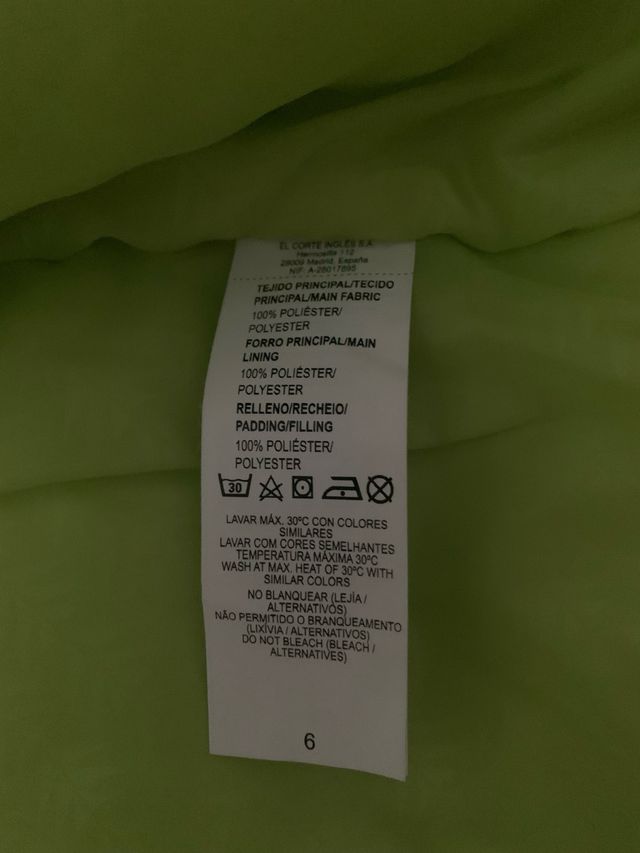 EL CORTE INGLÉS S.A.
Hermosilla 112
28009 Madrid, España
NIF: A-28017895
TEJIDO PRINCIPAL/TECIDO
PRINCIPAL/MAIN FABRIC
100% POLIÉSTER/
POLYESTER
FORRO PRINCIPAL/MAIN
LINING
100% POLIÉSTER/
POLYESTER
RELLENO/RECHEIO/
PADDING/FILLING
100% POLIÉSTER/
POLYESTER
30
LAVAR MÁX. 30ºC CON COLORES
SIMILARES
LAVAR COM CORES SEMELHANTES
TEMPERATURA MÁXIMA 30ºC
WASH AT MAX. HEAT OF 30ºC WITH
SIMILAR COLORS
NO BLANQUEAR (LEJÍA /
ALTERNATIVOS)
NÃO PERMITIDO O BRANQUEAMENTO
(LIXÍVIA / ALTERNATIVOS)
DO NOT BLEACH (BLEACH /
ALTERNATIVES)
6